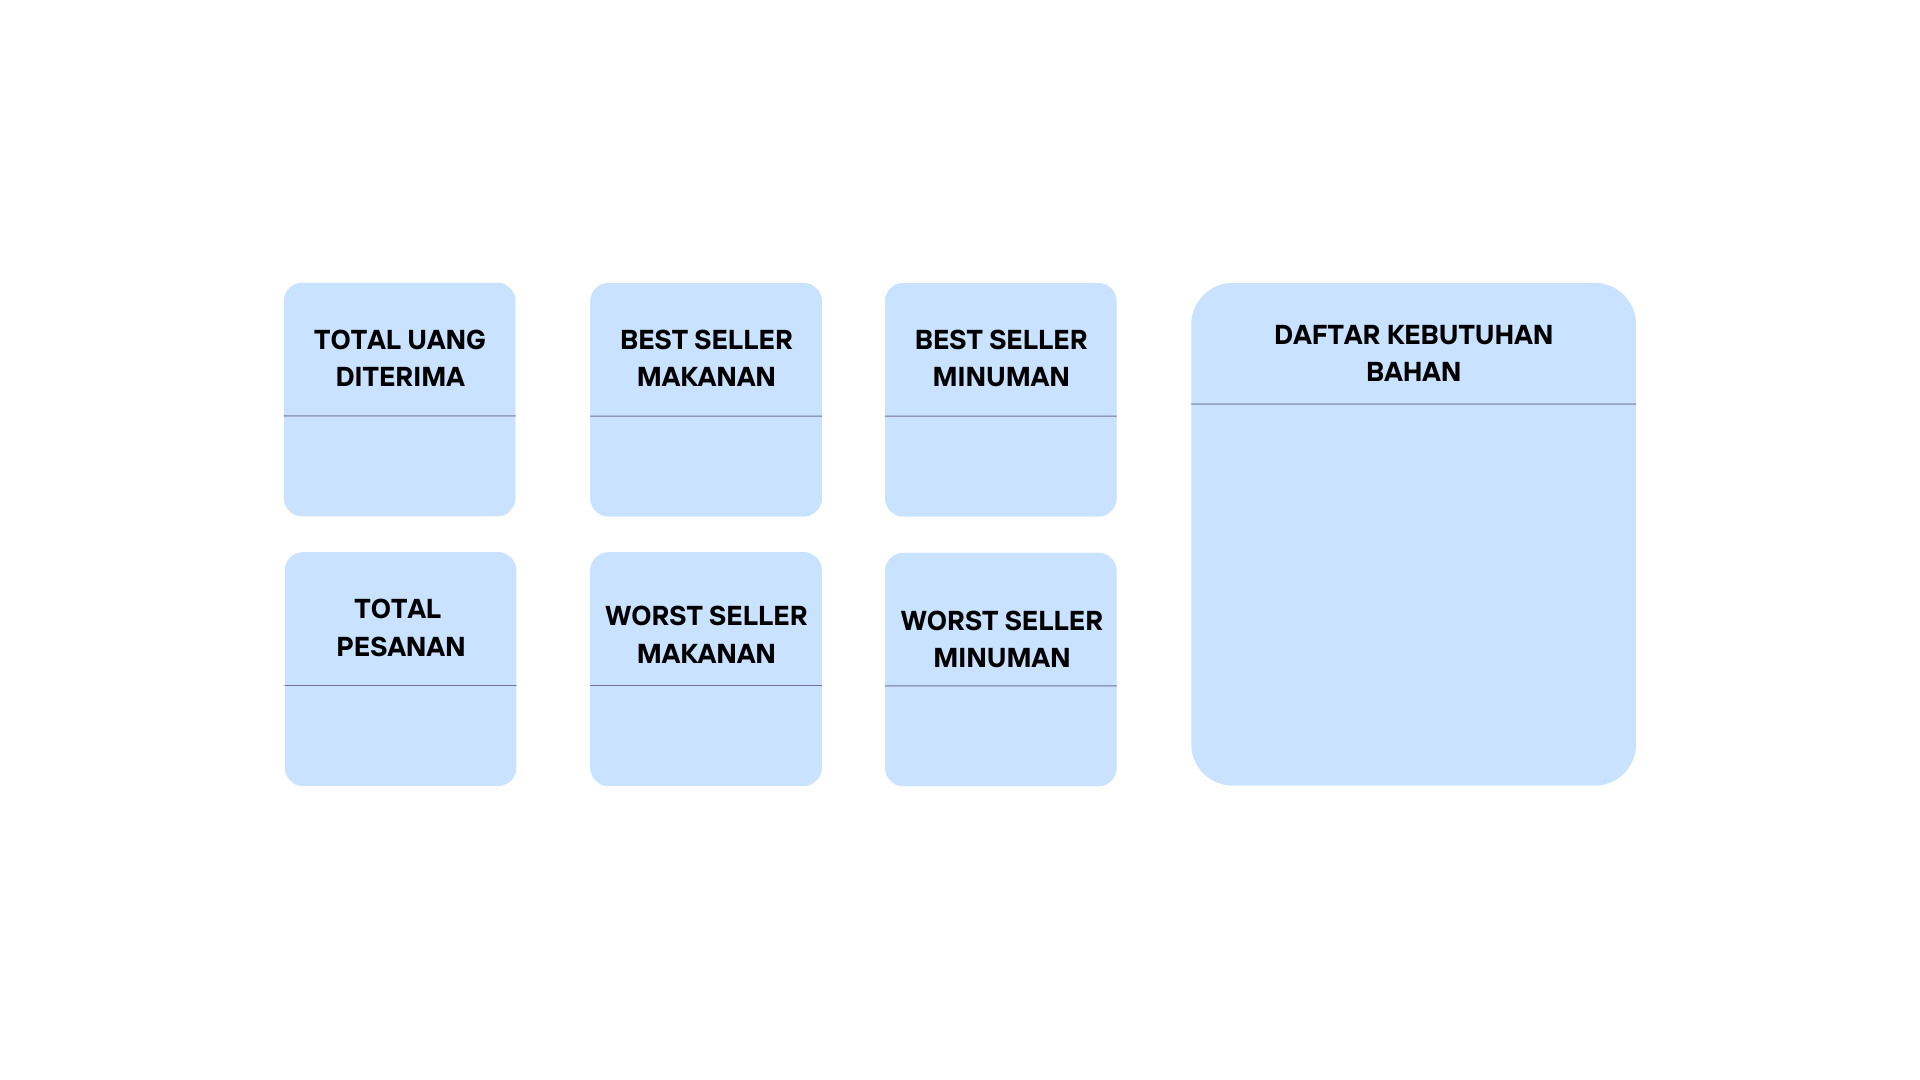 TOTAL UANG
DITERIMA
BEST SELLER
MAKANAN
BEST SELLER
MINUMAN
DAFTAR KEBUTUHAN
BAHAN
TOTAL
PESANAN
WORST SELLER
MAKANAN
WORST SELLER
MINUMAN